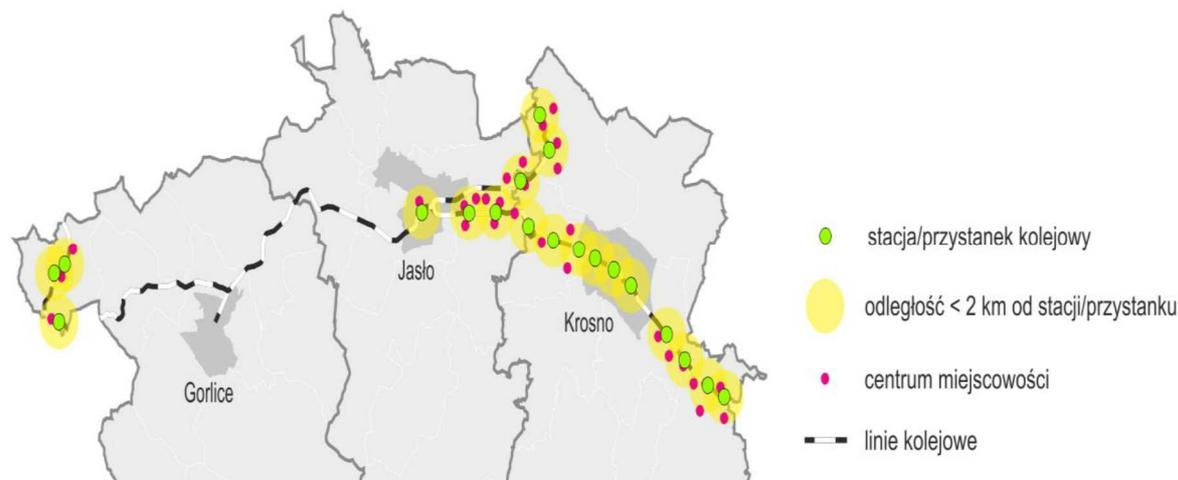 Jasło
Krosno
Gorlice
stacja/przystanek kolejowy
odległość < 2 km od stacji/przystanku
centrum miejscowości
linie kolejowe